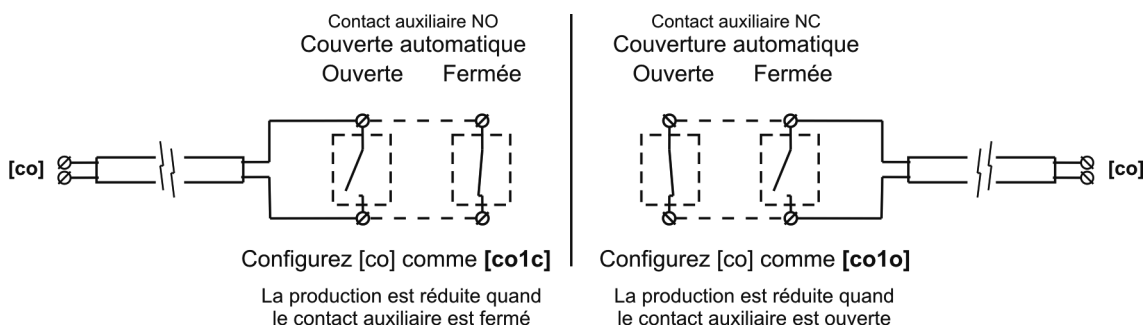 Contact auxiliaire NO
Couverte automatique
Ouverte Fermée
[co]
Configurez [co] comme [co1c]
La production est réduite quand
le contact auxiliaire est fermé
Contact auxiliaire NC
Couverture automatique
Ouverte Fermée
[co]
Configurez [co] comme [co1o]
La production est réduite quand
le contact auxiliaire est ouverte